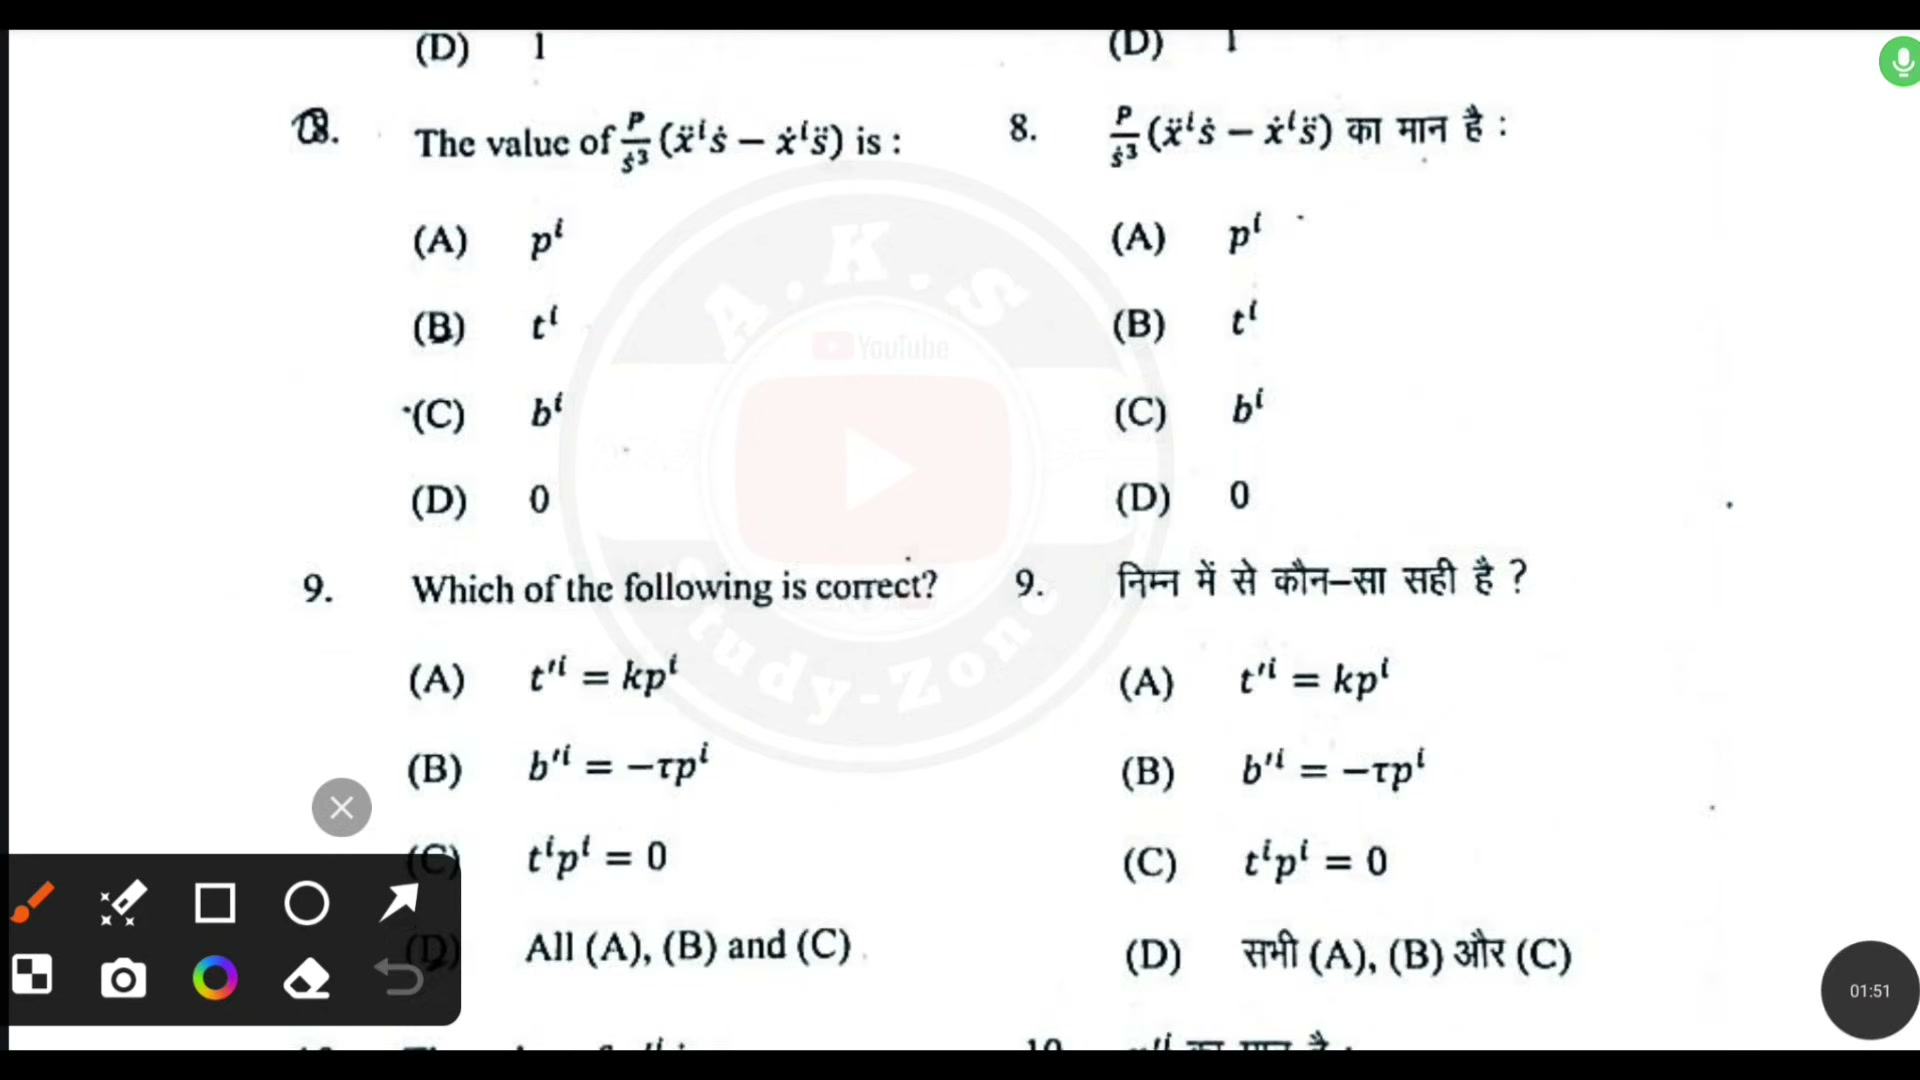 (D) 1
8. The value of P/ṡ³ (ẍⁱṡ − ẋⁱs̈) is :
(A) pⁱ
(B) tⁱ
(C) bⁱ
(D) 0
9. Which of the following is correct?
(A) t′ⁱ = kpⁱ
(B) b′ⁱ = −τpⁱ
(C) tⁱpⁱ = 0
(D) All (A), (B) and (C)
(D) 1
8. P/ṡ³ (ẍⁱṡ − ẋⁱs̈) का मान है :
(A) pⁱ
(B) tⁱ
(C) bⁱ
(D) 0
9. निम्न में से कौन-सा सही है ?
(A) t′ⁱ = kpⁱ
(B) b′ⁱ = −τpⁱ
(C) tⁱpⁱ = 0
(D) सभी (A), (B) और (C)
A.K.S
YouTube
Study-Zone
01:51